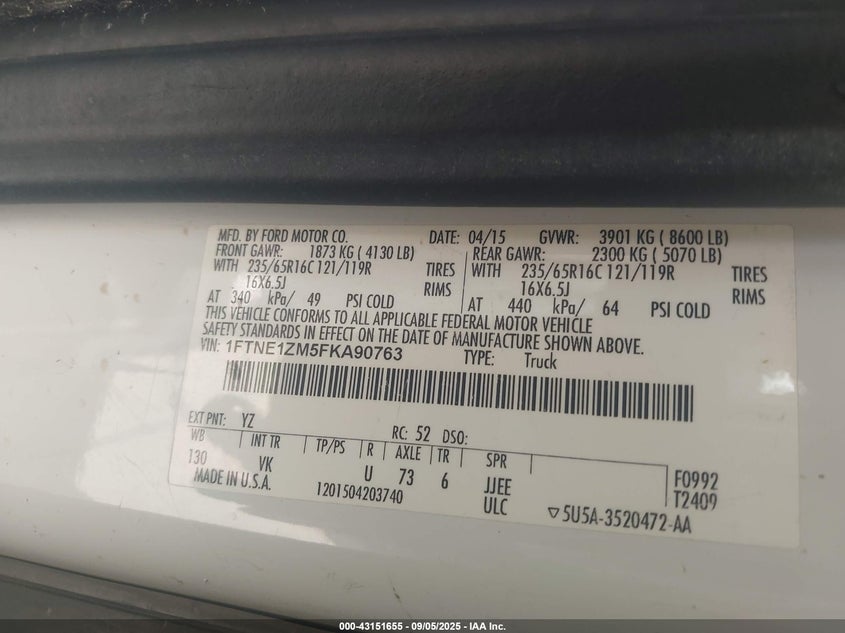 MFD. BY FORD MOTOR CO. DATE: 04/15 GVWR: 3901 KG ( 8600 LB)
FRONT GAWR: 1873 KG ( 4130 LB) REAR GAWR: 2300 KG ( 5070 LB)
WITH 235/65R16C 121/119R TIRES WITH 235/65R16C 121/119R TIRES
16X6.5J RIMS 16X6.5J RIMS
AT 340 kPa/ 49 PSI COLD AT 440 kPa/ 64 PSI COLD
THIS VEHICLE CONFORMS TO ALL APPLICABLE FEDERAL MOTOR VEHICLE
SAFETY STANDARDS IN EFFECT ON THE DATE OF MANUFACTURE SHOWN ABOVE.
VIN: 1FTNE1ZM5FKA90763 TYPE: Truck
EXT PNT: YZ RC: 52 DSO:
WB INT TR TP/PS R AXLE TR SPR
130 VK U 73 6 JJEE F0992
MADE IN U.S.A. 1201504203740 ULC T2409
▽5U5A-3520472-AA
000-43151655 - 09/05/2025 - IAA Inc.